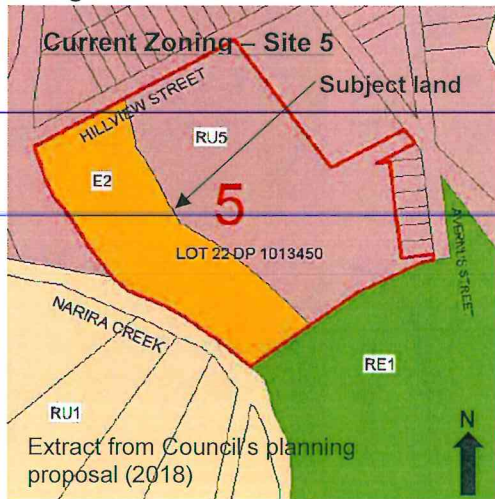 Current Zoning – Site 5
Subject land
HILLVIEW STREET
RU5
E2
5
LOT 22 DP 1013450
AVERNUS STREET
NARIRA CREEK
RE1
RU1
N
Extract from Council's planning
proposal (2018)